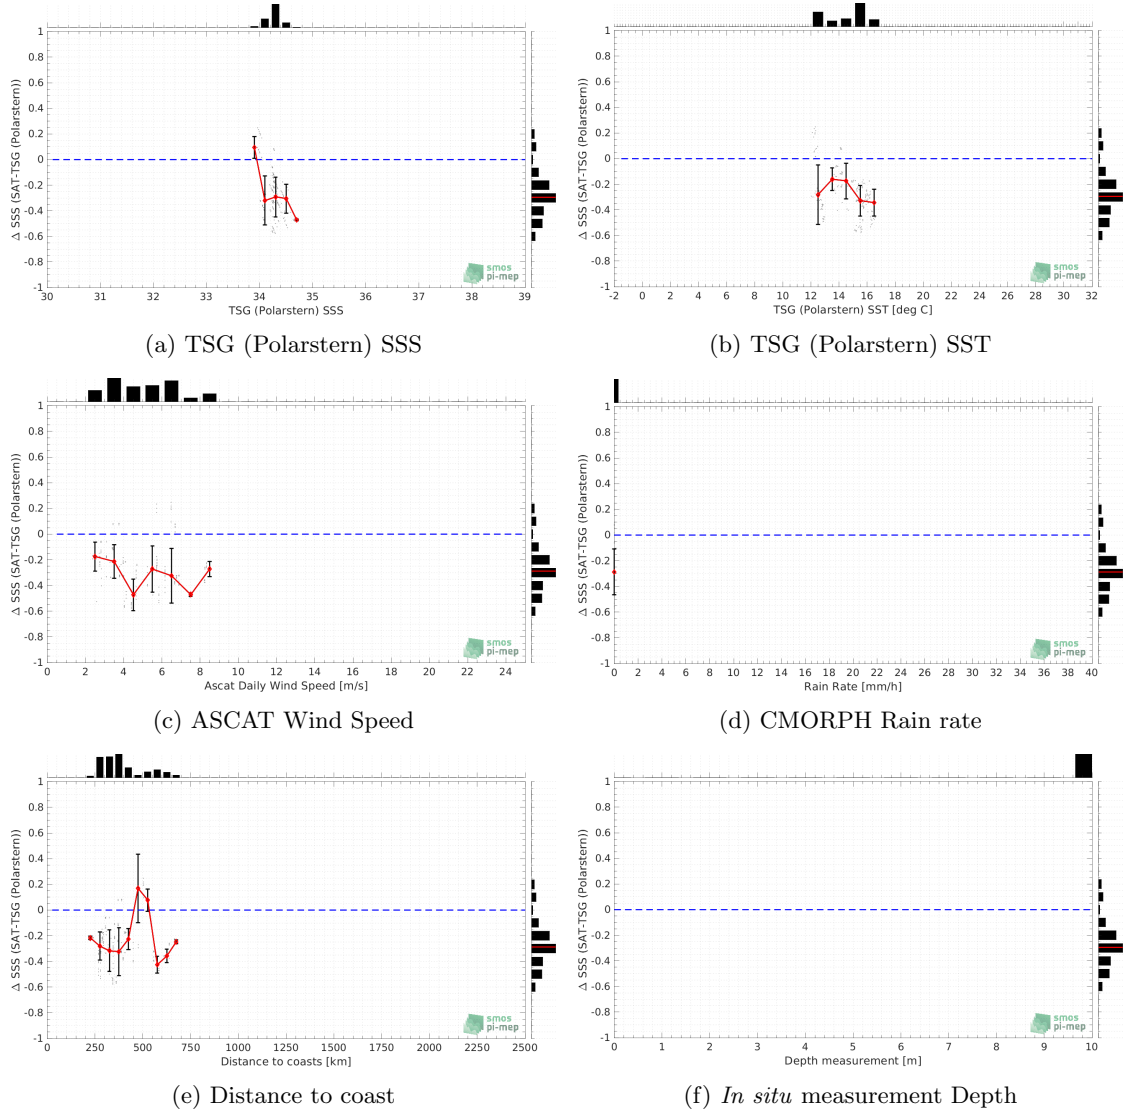 1
0.8
0.6
0.4
0.2
0
-0.2
-0.4
-0.6
-0.8
-1
Δ SSS (SAT-TSG (Polarstern))
30 31 32 33 34 35 36 37 38 39
TSG (Polarstern) SSS
smos
pi-mep
(a) TSG (Polarstern) SSS
1
0.8
0.6
0.4
0.2
0
-0.2
-0.4
-0.6
-0.8
-1
Δ SSS (SAT-TSG (Polarstern))
-2 0 2 4 6 8 10 12 14 16 18 20 22 24 26 28 30 32
TSG (Polarstern) SST [deg C]
smos
pi-mep
(b) TSG (Polarstern) SST
1
0.8
0.6
0.4
0.2
0
-0.2
-0.4
-0.6
-0.8
-1
Δ SSS (SAT-TSG (Polarstern))
0 2 4 6 8 10 12 14 16 18 20 22 24
Ascat Daily Wind Speed [m/s]
smos
pi-mep
(c) ASCAT Wind Speed
1
0.8
0.6
0.4
0.2
0
-0.2
-0.4
-0.6
-0.8
-1
Δ SSS (SAT-TSG (Polarstern))
0 2 4 6 8 10 12 14 16 18 20 22 24 26 28 30 32 34 36 38 40
Rain Rate [mm/h]
smos
pi-mep
(d) CMORPH Rain rate
1
0.8
0.6
0.4
0.2
0
-0.2
-0.4
-0.6
-0.8
-1
Δ SSS (SAT-TSG (Polarstern))
0 250 500 750 1000 1250 1500 1750 2000 2250 2500
Distance to coasts [km]
smos
pi-mep
(e) Distance to coast
1
0.8
0.6
0.4
0.2
0
-0.2
-0.4
-0.6
-0.8
-1
Δ SSS (SAT-TSG (Polarstern))
0 1 2 3 4 5 6 7 8 9 10
Depth measurement [m]
smos
pi-mep
(f) In situ measurement Depth